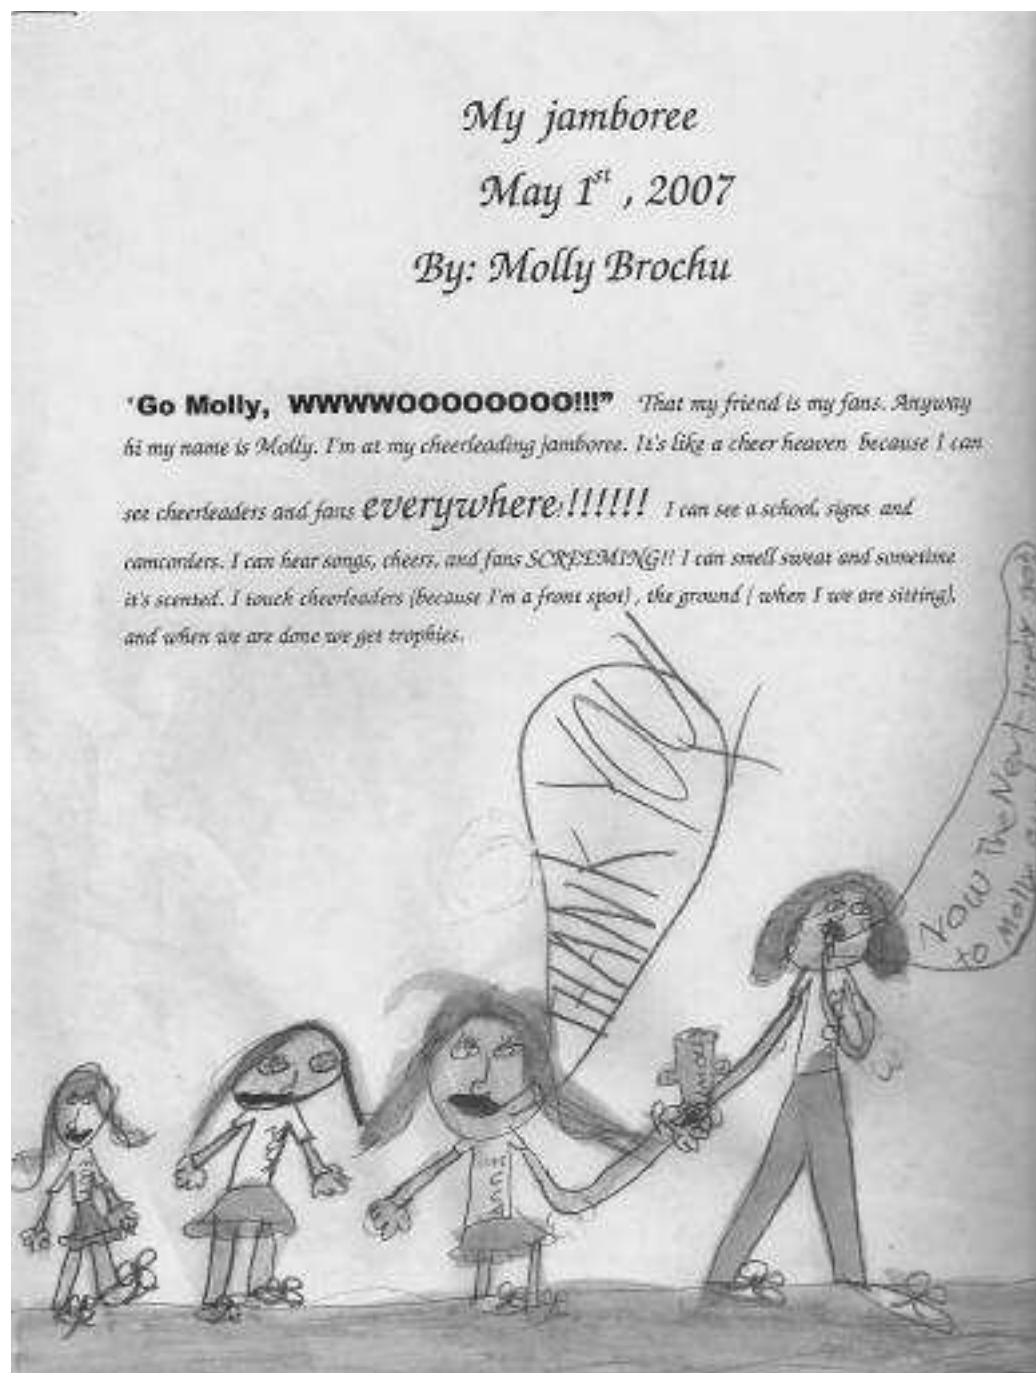 My jamboree
May 1st , 2007
By: Molly Brochu
"Go Molly, WWWWOOOOOOOO!!!" That my friend is my fans. Anyway
hi my name is Molly. I'm at my cheerleading jamboree. It's like a cheer heaven because I can
see cheerleaders and fans everywhere!!!!!!! I can see a school, signs and
camcorders. I can hear songs, cheers, and fans SCREEMING!! I can smell sweat and sometime
it's scented. I touch cheerleaders (because I'm a front spot) , the ground ( when I we are sitting),
and when we are done we get trophies.
THANK YOU
NOW The Next
to Molly